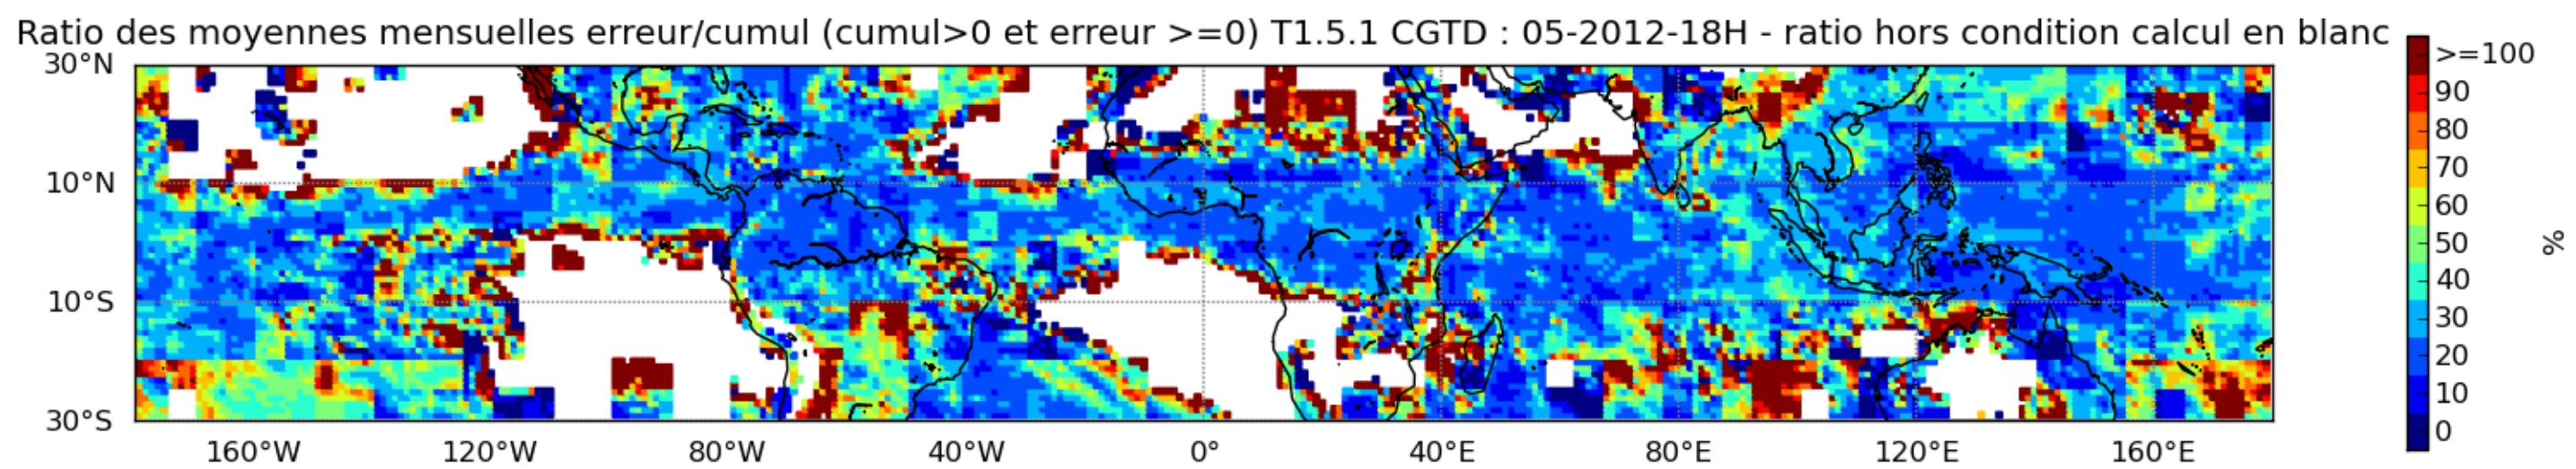 Ratio des moyennes mensuelles erreur/cumul (cumul>0 et erreur >=0) T1.5.1 CGTD : 05-2012-18H - ratio hors condition calcul en blanc
30°N
10°N
10°S
30°S
160°W 120°W 80°W 40°W 0° 40°E 80°E 120°E 160°E
>=100
90
80
70
60
50
40
30
20
10
0
%